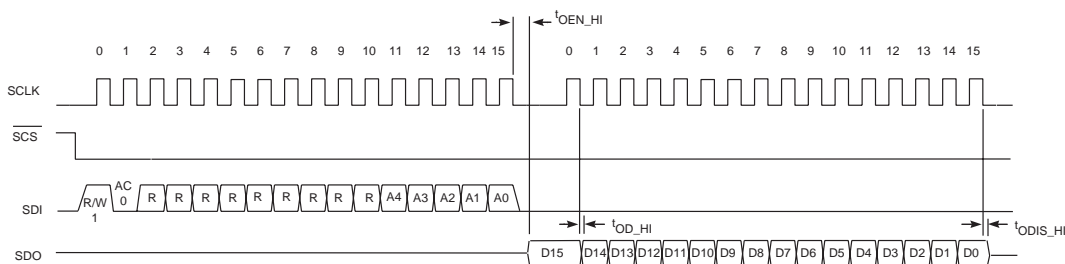 tOEN_HI
0 1 2 3 4 5 6 7 8 9 10 11 12 13 14 15 0 1 2 3 4 5 6 7 8 9 10 11 12 13 14 15
SCLK
SCS
SDI R/W 1 AC 0 R R R R R R R R R A4 A3 A2 A1 A0
tOD_HI tODIS_HI
SDO D15 D14 D13 D12 D11 D10 D9 D8 D7 D6 D5 D4 D3 D2 D1 D0